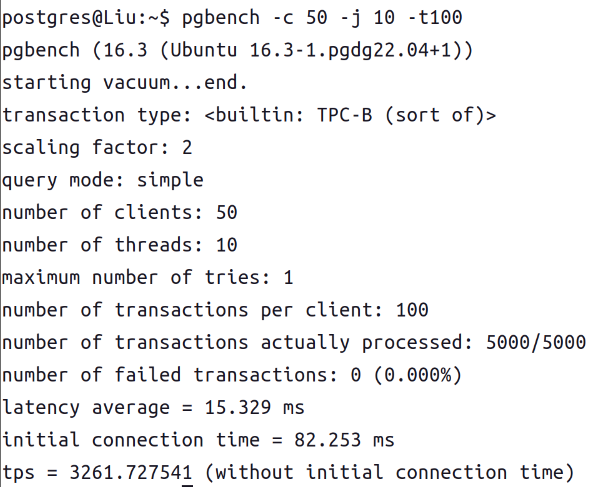 postgres@Liu:~$ pgbench -c 50 -j 10 -t100
pgbench (16.3 (Ubuntu 16.3-1.pgdg22.04+1))
starting vacuum...end.
transaction type: <builtin: TPC-B (sort of)>
scaling factor: 2
query mode: simple
number of clients: 50
number of threads: 10
maximum number of tries: 1
number of transactions per client: 100
number of transactions actually processed: 5000/5000
number of failed transactions: 0 (0.000%)
latency average = 15.329 ms
initial connection time = 82.253 ms
tps = 3261.727541 (without initial connection time)